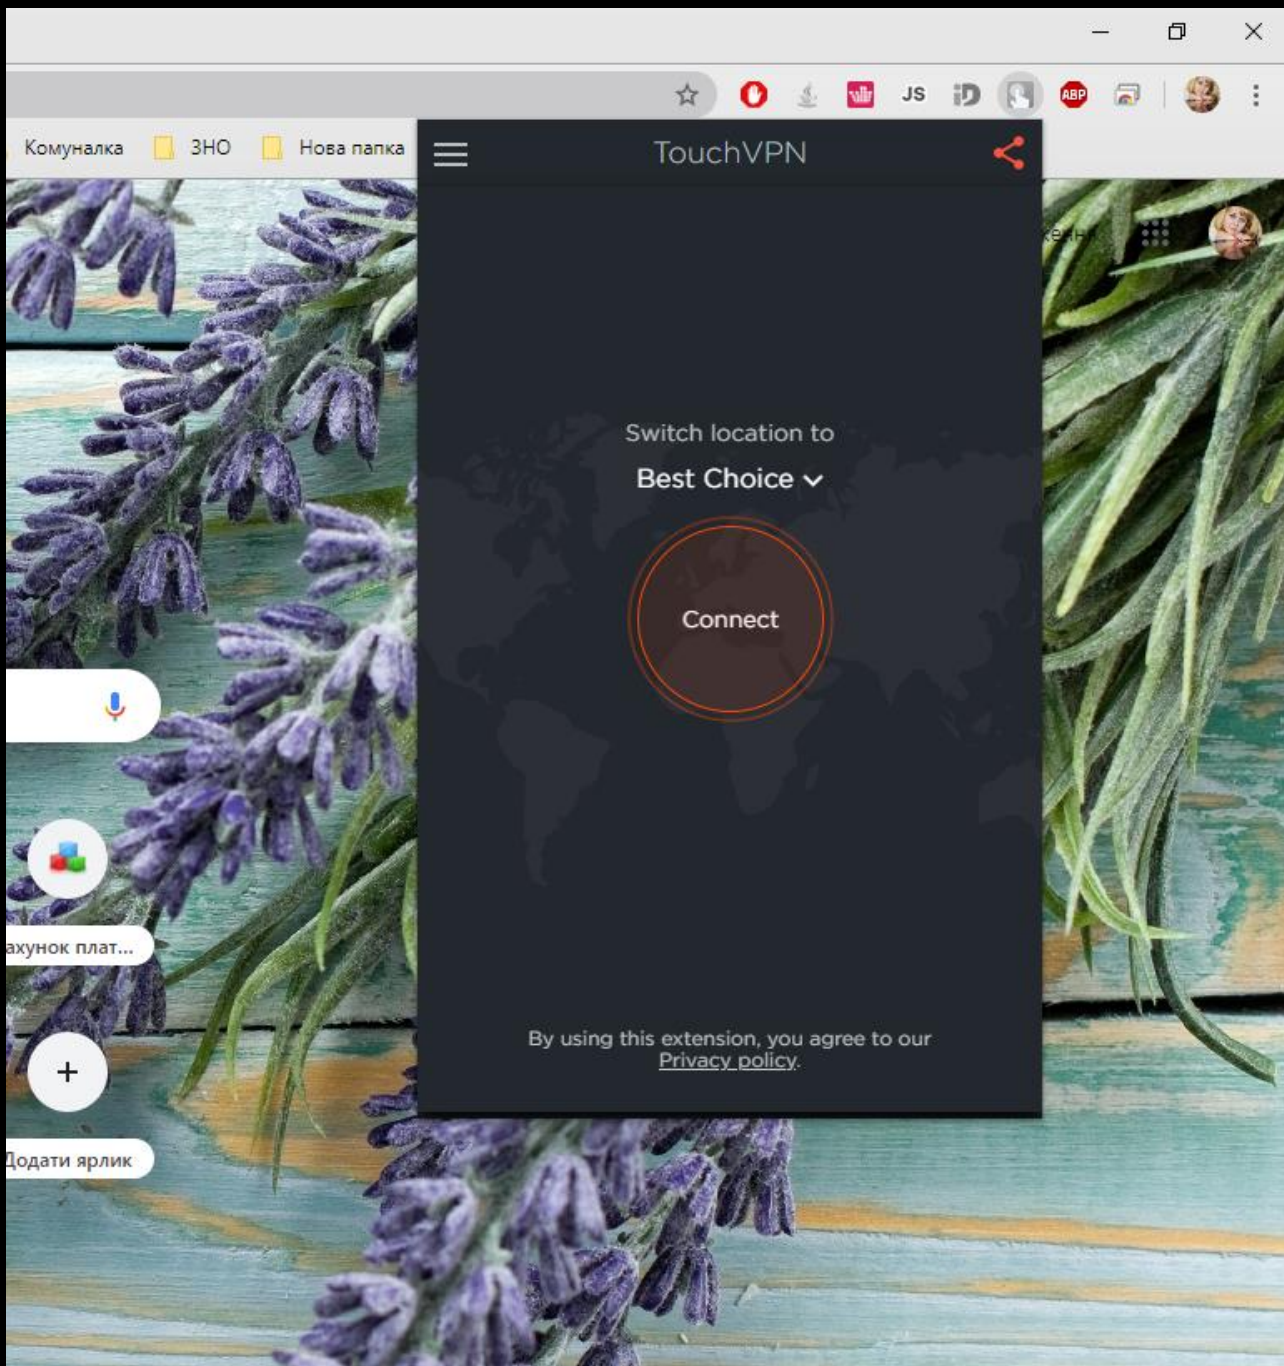 JS
ABP
Комуналка
ЗНО
Нова папка
TouchVPN
Switch location to
Best Choice
Connect
ахунок плат...
By using this extension, you agree to our
Privacy policy.
Додати ярлик